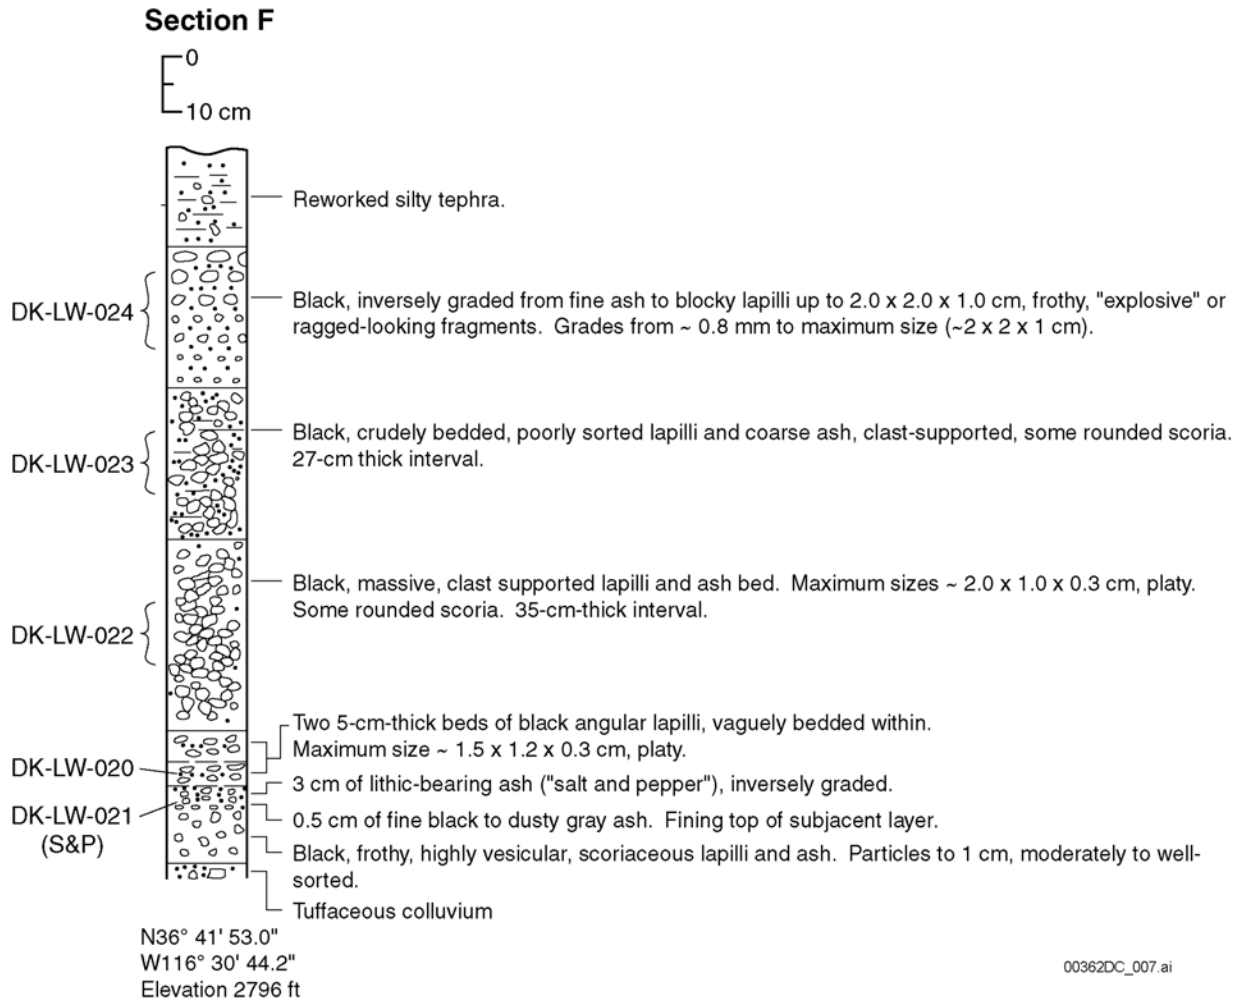 Section F
0
10 cm
Reworked silty tephra.
DK-LW-024
Black, inversely graded from fine ash to blocky lapilli up to 2.0 x 2.0 x 1.0 cm, frothy, "explosive" or
ragged-looking fragments.  Grades from ~ 0.8 mm to maximum size (~2 x 2 x 1 cm).
DK-LW-023
Black, crudely bedded, poorly sorted lapilli and coarse ash, clast-supported, some rounded scoria.
27-cm thick interval.
Black, massive, clast supported lapilli and ash bed.  Maximum sizes ~ 2.0 x 1.0 x 0.3 cm, platy.
Some rounded scoria.  35-cm-thick interval.
DK-LW-022
Two 5-cm-thick beds of black angular lapilli, vaguely bedded within.
Maximum size ~ 1.5 x 1.2 x 0.3 cm, platy.
DK-LW-020
3 cm of lithic-bearing ash ("salt and pepper"), inversely graded.
DK-LW-021
(S&P)
0.5 cm of fine black to dusty gray ash.  Fining top of subjacent layer.
Black, frothy, highly vesicular, scoriaceous lapilli and ash.  Particles to 1 cm, moderately to well-
sorted.
Tuffaceous colluvium
N36° 41' 53.0"
W116° 30' 44.2"
Elevation 2796 ft
00362DC_007.ai